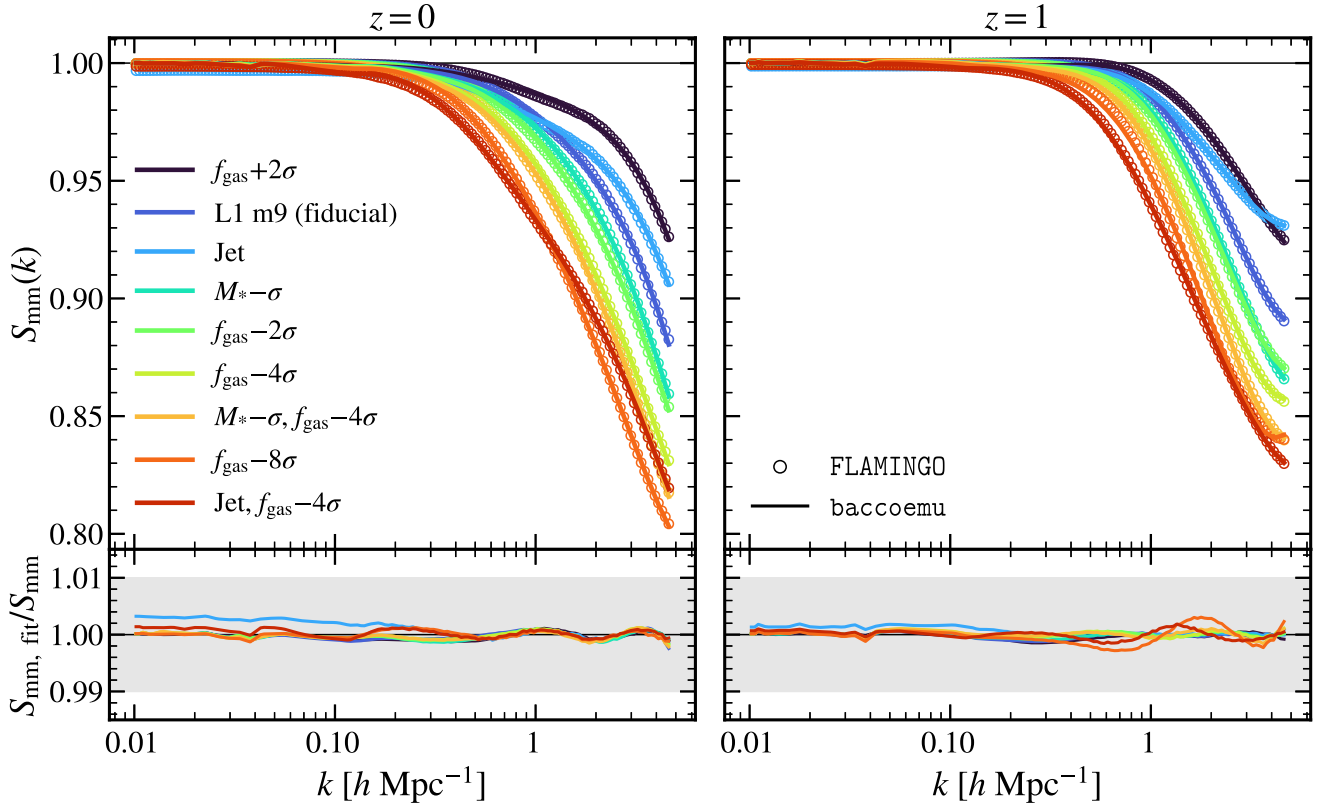 z = 0
z = 1
S_mm(k)
1.00
0.95
0.90
0.85
0.80
f_gas+2σ
L1 m9 (fiducial)
Jet
M_*−σ
f_gas−2σ
f_gas−4σ
M_*−σ, f_gas−4σ
f_gas−8σ
Jet, f_gas−4σ
FLAMINGO
baccoemu
S_mm, fit/S_mm
1.01
1.00
0.99
0.01
0.10
1
0.01
0.10
1
k [h Mpc⁻¹]
k [h Mpc⁻¹]